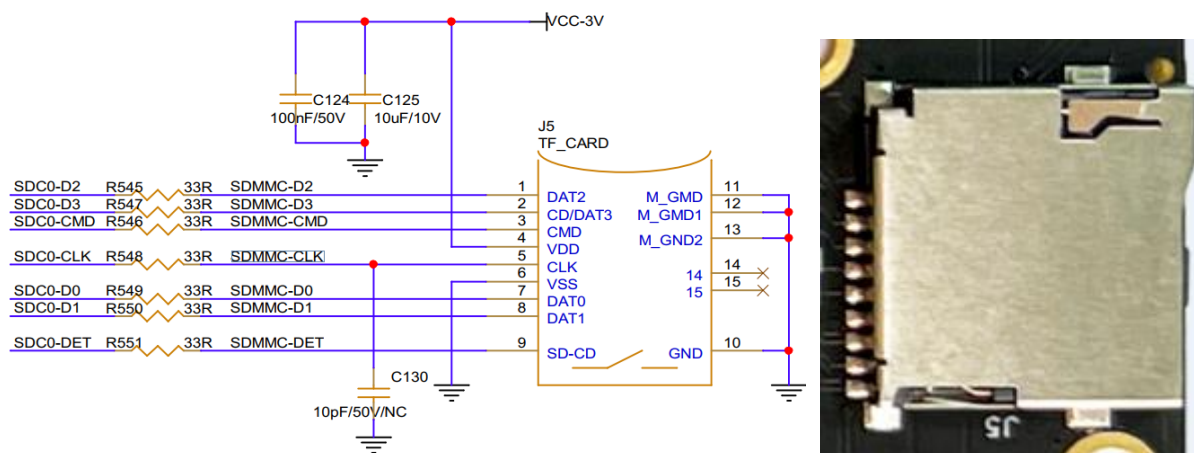 VCC-3V
C124
100nF/50V
C125
10uF/10V
J5
TF_CARD
SDC0-D2 R545 33R SDMMC-D2 1 DAT2 M_GMD 11
SDC0-D3 R547 33R SDMMC-D3 2 CD/DAT3 M_GMD1 12
SDC0-CMD R546 33R SDMMC-CMD 3 CMD
4 VDD M_GND2 13
SDC0-CLK R548 33R SDMMC-CLK 5 CLK
6 VSS 14 14
SDC0-D0 R549 33R SDMMC-D0 7 DAT0 15 15
SDC0-D1 R550 33R SDMMC-D1 8 DAT1
SDC0-DET R551 33R SDMMC-DET 9 SD-CD GND 10
C130
10pF/50V/NC
J5